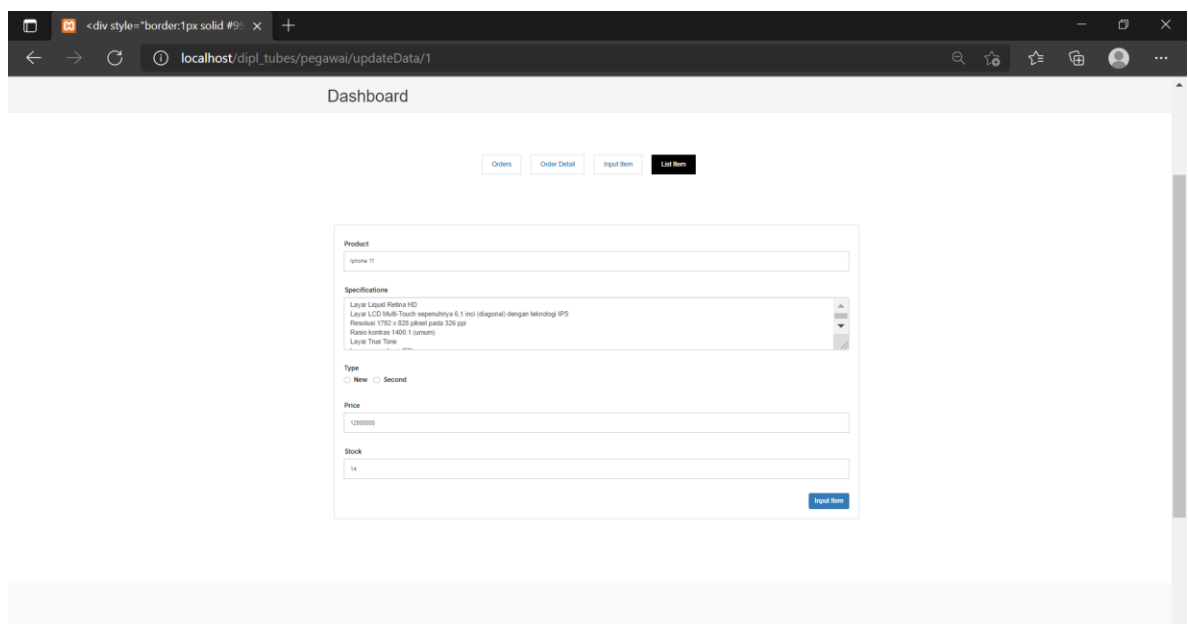 <div style="border:1px solid #99
localhost/dipl_tubes/pegawai/updateData/1
Dashboard
Orders Order Detail Input Item List Item
Product
Iphone 11
Specifications
Layar Liquid Retina HD
Layar LCD Multi-Touch sepenuhnya 6,1 inci (diagonal) dengan teknologi IPS
Resolusi 1792 x 828 piksel pada 326 ppi
Rasio kontras 1400:1 (umum)
Layar True Tone
Type
New Second
Price
12500000
Stock
14
Input Item